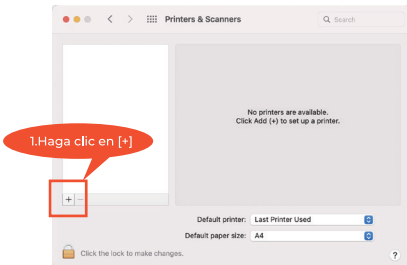 Printers & Scanners
Search
No printers are available.
Click Add (+) to set up a printer.
1.Haga clic en [+]
+ −
Default printer: Last Printer Used
Default paper size: A4
Click the lock to make changes.
?